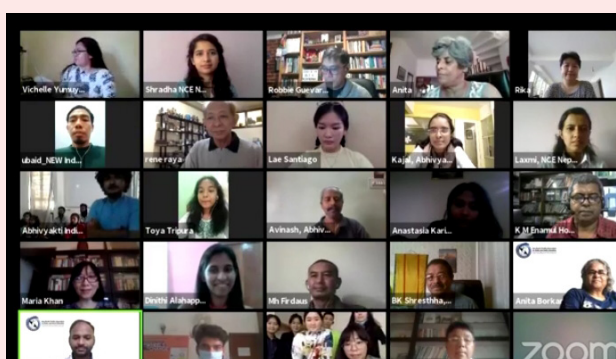 Vichelle Yumuy...
Shradha NCE N...
Robbie Guevar...
Anita
Rika
ubaid_NEW Ind...
rene raya
Lae Santiago
Kajal, Abhivya...
Laxmi, NCE Nep...
Abhivyakti Indi...
Toya Tripura
Avinash, Abhiv...
Anastasia Kari...
K M Enamul Ho...
Maria Khan
Dinithi Alahapp...
Mh Firdaus
BK Shresthha,...
Anita Borkar
zoom